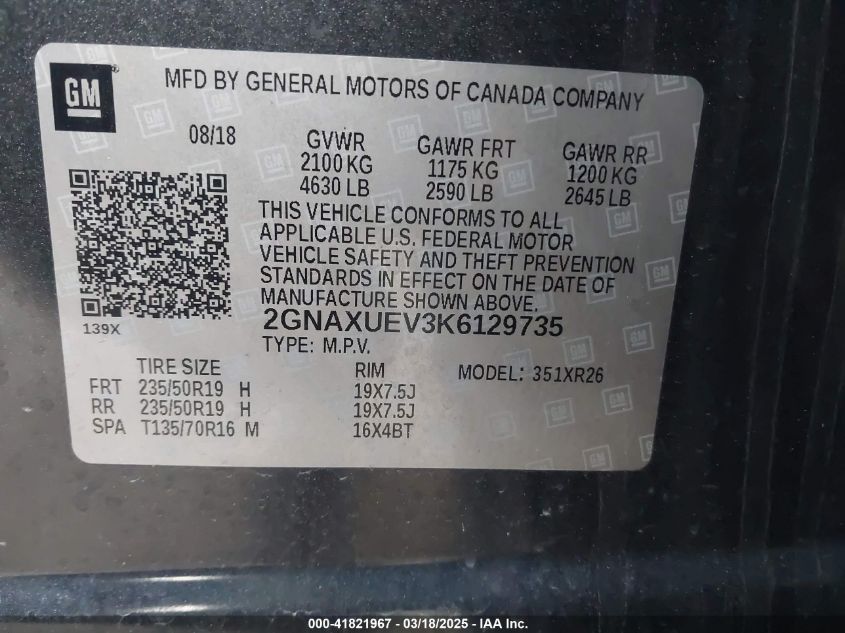 GM
MFD BY GENERAL MOTORS OF CANADA COMPANY
08/18
GVWR
2100 KG
4630 LB
GAWR FRT
1175 KG
2590 LB
GAWR RR
1200 KG
2645 LB
THIS VEHICLE CONFORMS TO ALL
APPLICABLE U.S. FEDERAL MOTOR
VEHICLE SAFETY AND THEFT PREVENTION
STANDARDS IN EFFECT ON THE DATE OF
MANUFACTURE SHOWN ABOVE.
139X
2GNAXUEV3K6129735
TYPE: M.P.V.
TIRE SIZE RIM MODEL: 351XR26
FRT 235/50R19 H 19X7.5J
RR 235/50R19 H 19X7.5J
SPA T135/70R16 M 16X4BT
000-41821967 - 03/18/2025 - IAA Inc.